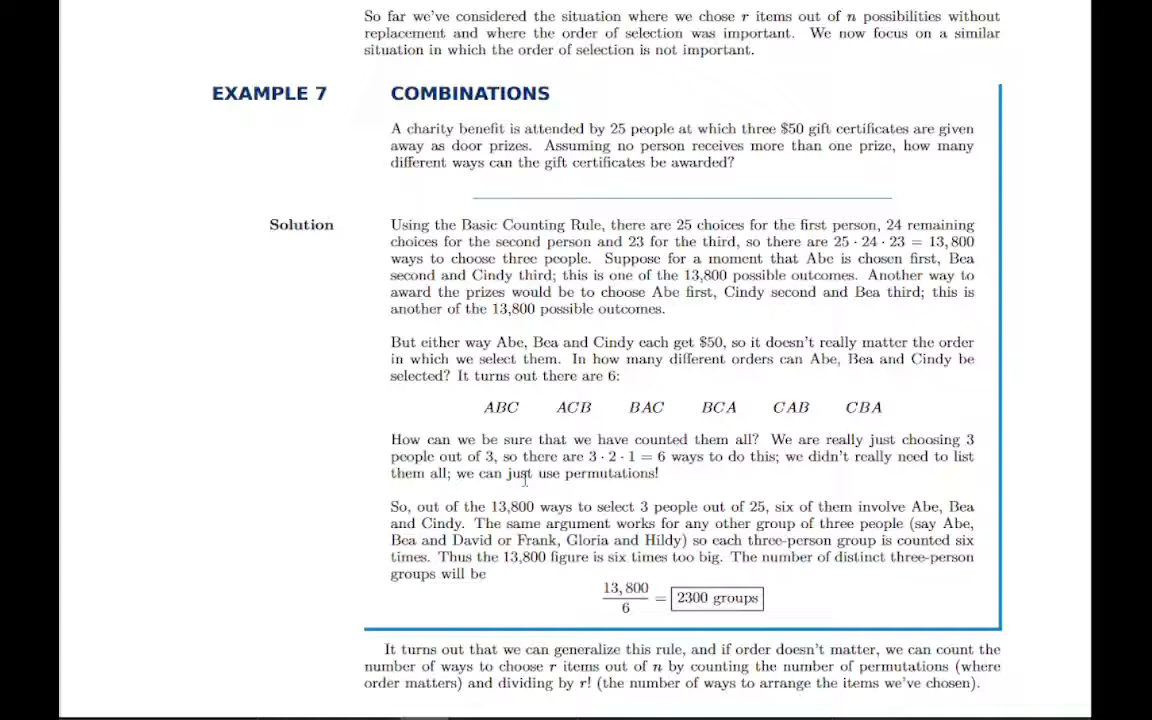 So far we've considered the situation where we chose r items out of n possibilities without
replacement and where the order of selection was important. We now focus on a similar
situation in which the order of selection is not important.
EXAMPLE 7 COMBINATIONS
A charity benefit is attended by 25 people at which three $50 gift certificates are given
away as door prizes. Assuming no person receives more than one prize, how many
different ways can the gift certificates be awarded?
Solution Using the Basic Counting Rule, there are 25 choices for the first person, 24 remaining
choices for the second person and 23 for the third, so there are 25 · 24 · 23 = 13,800
ways to choose three people. Suppose for a moment that Abe is chosen first, Bea
second and Cindy third; this is one of the 13,800 possible outcomes. Another way to
award the prizes would be to choose Abe first, Cindy second and Bea third; this is
another of the 13,800 possible outcomes.
But either way Abe, Bea and Cindy each get $50, so it doesn't really matter the order
in which we select them. In how many different orders can Abe, Bea and Cindy be
selected? It turns out there are 6:
ABC ACB BAC BCA CAB CBA
How can we be sure that we have counted them all? We are really just choosing 3
people out of 3, so there are 3 · 2 · 1 = 6 ways to do this; we didn't really need to list
them all; we can just use permutations!
So, out of the 13,800 ways to select 3 people out of 25, six of them involve Abe, Bea
and Cindy. The same argument works for any other group of three people (say Abe,
Bea and David or Frank, Gloria and Hildy) so each three-person group is counted six
times. Thus the 13,800 figure is six times too big. The number of distinct three-person
groups will be
13,800
6
= 2300 groups
It turns out that we can generalize this rule, and if order doesn't matter, we can count the
number of ways to choose r items out of n by counting the number of permutations (where
order matters) and dividing by r! (the number of ways to arrange the items we've chosen).